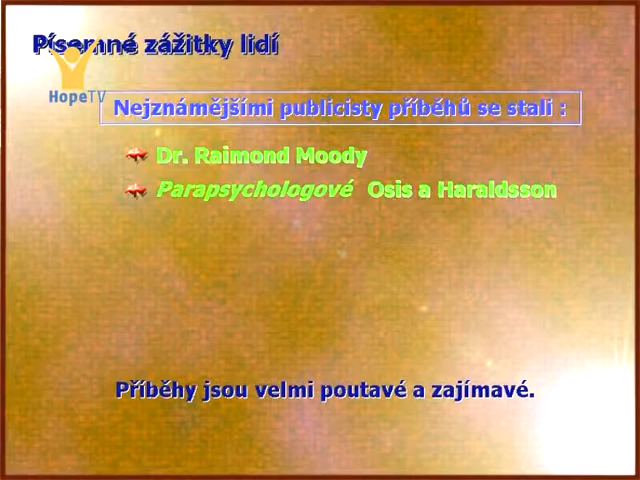 Písemné zážitky lidí
HopeTV
Nejznámějšími publicisty příběhů se stali :
Dr. Raimond Moody
Parapsychologové Osis a Haraldsson
Příběhy jsou velmi poutavé a zajímavé.